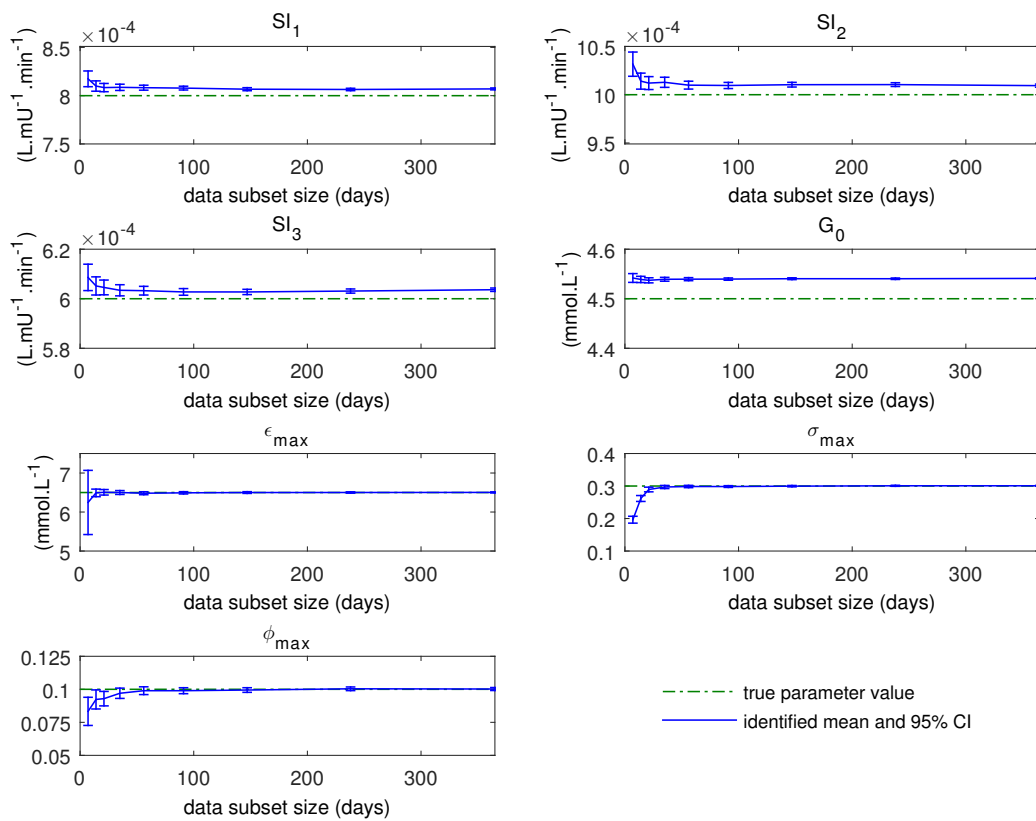 SI₁
×10⁻⁴
8.5
8
7.5
(L.mU⁻¹.min⁻¹)
0 100 200 300
data subset size (days)
SI₂
×10⁻⁴
10.5
10
9.5
(L.mU⁻¹.min⁻¹)
0 100 200 300
data subset size (days)
SI₃
×10⁻⁴
6.2
6
5.8
(L.mU⁻¹.min⁻¹)
0 100 200 300
data subset size (days)
G₀
4.6
4.5
4.4
(mmol.L⁻¹)
0 100 200 300
data subset size (days)
ϵmax
7
6
5
(mmol.L⁻¹)
0 100 200 300
data subset size (days)
σmax
0.4
0.3
0.2
0.1
0 100 200 300
data subset size (days)
ϕmax
0.125
0.1
0.075
0.05
0 100 200 300
data subset size (days)
true parameter value
identified mean and 95% CI